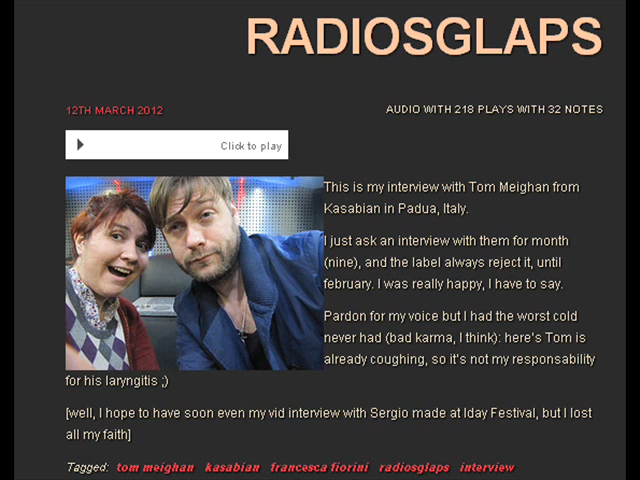 RADIOSGLAPS
12TH MARCH 2012
AUDIO WITH 218 PLAYS WITH 32 NOTES
Click to play
This is my interview with Tom Meighan from
Kasabian in Padua, Italy.
I just ask an interview with them for month
(nine), and the label always reject it, until
february. I was really happy, I have to say.
Pardon for my voice but I had the worst cold
never had (bad karma, I think): here's Tom is
already coughing, so it's not my responsability
for his laryngitis ;)
[well, I hope to have soon even my vid interview with Sergio made at Iday Festival, but I lost
all my faith]
Tagged: tom meighan kasabian francesca fiorini radiosglaps interview